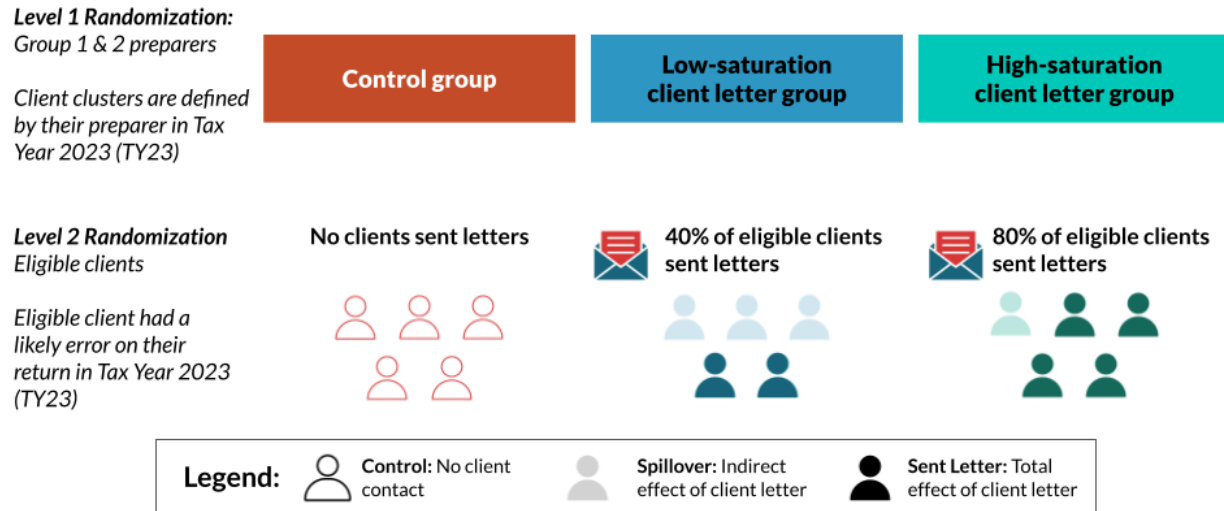 Level 1 Randomization:
Group 1 & 2 preparers
Client clusters are defined
by their preparer in Tax
Year 2023 (TY23)
Control group
Low-saturation
client letter group
High-saturation
client letter group
Level 2 Randomization
Eligible clients
Eligible client had a
likely error on their
return in Tax Year 2023
(TY23)
No clients sent letters
40% of eligible clients
sent letters
80% of eligible clients
sent letters
Legend:
Control: No client
contact
Spillover: Indirect
effect of client letter
Sent Letter: Total
effect of client letter